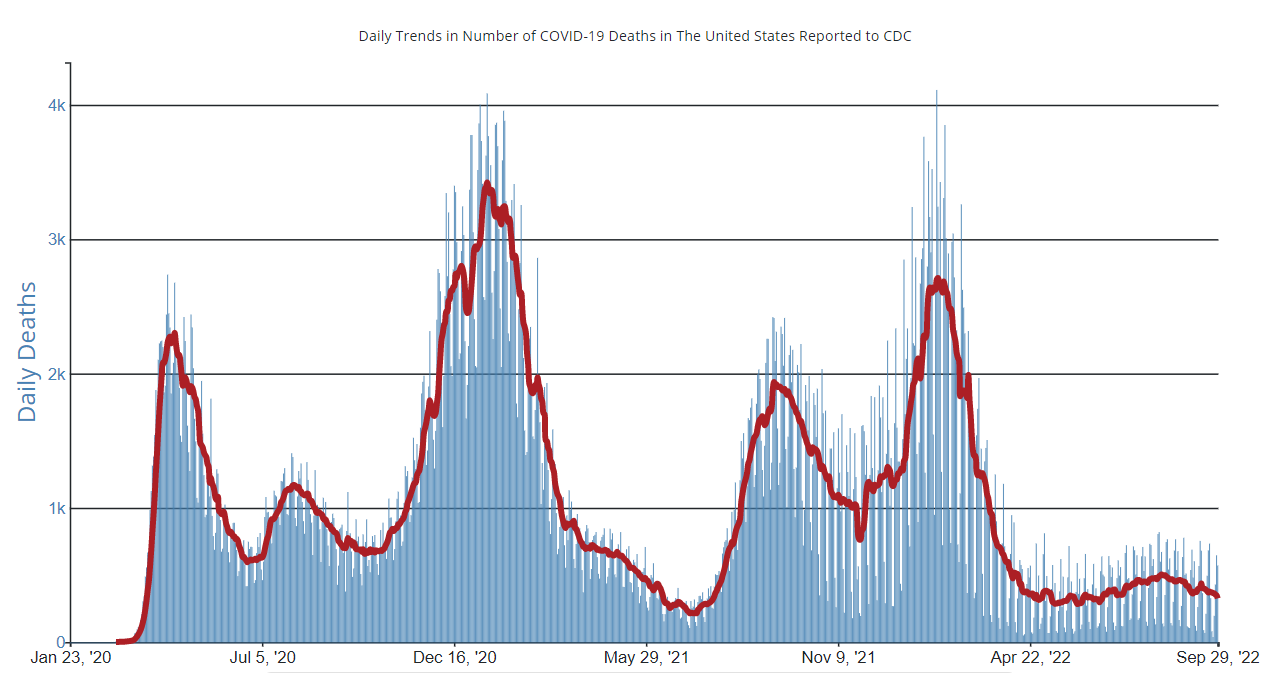 Daily Trends in Number of COVID-19 Deaths in The United States Reported to CDC
4k
3k
2k
1k
0
Daily Deaths
Jan 23, '20
Jul 5, '20
Dec 16, '20
May 29, '21
Nov 9, '21
Apr 22, '22
Sep 29, '22